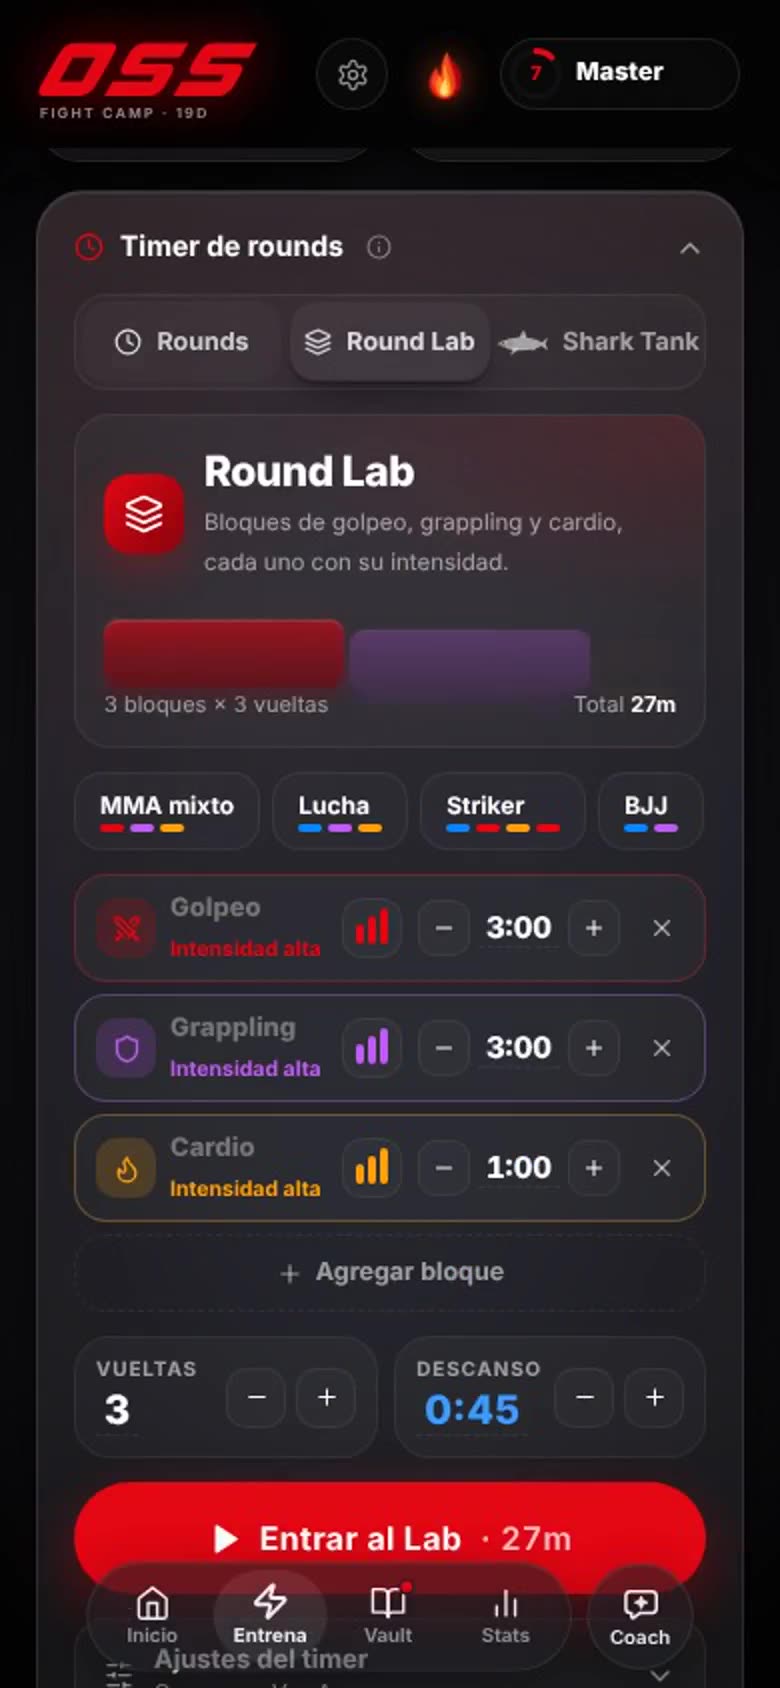 OSS
FIGHT CAMP · 19D
7
Master
Timer de rounds
Rounds
Round Lab
Shark Tank
Round Lab
Bloques de golpeo, grappling y cardio,
cada uno con su intensidad.
3 bloques × 3 vueltas
Total 27m
MMA mixto
Lucha
Striker
BJJ
Golpeo
Intensidad alta
− 3:00 + ×
Grappling
Intensidad alta
− 3:00 + ×
Cardio
Intensidad alta
− 1:00 + ×
+ Agregar bloque
VUELTAS
3
− +
DESCANSO
0:45
− +
Entrar al Lab · 27m
Inicio
Entrena
Vault
Stats
Coach
Ajustes del timer